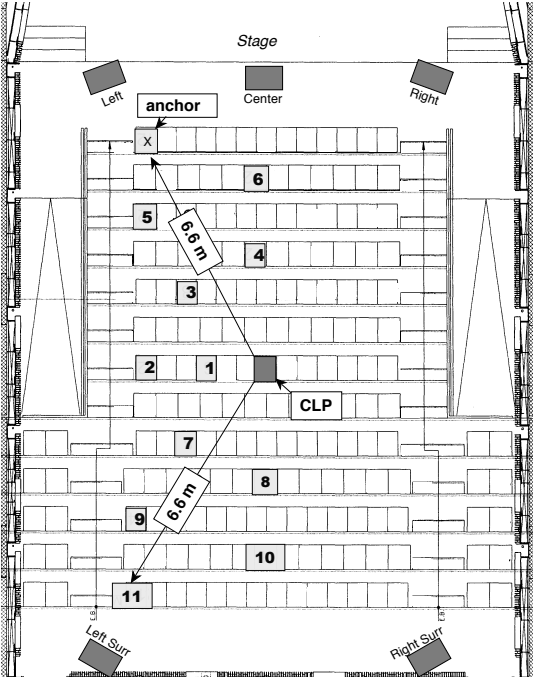 Stage
Left
Center
Right
anchor
X
6
5
6.6 m
4
3
2
1
CLP
7
8
6.6 m
9
10
11
Left Surr
Right Surr